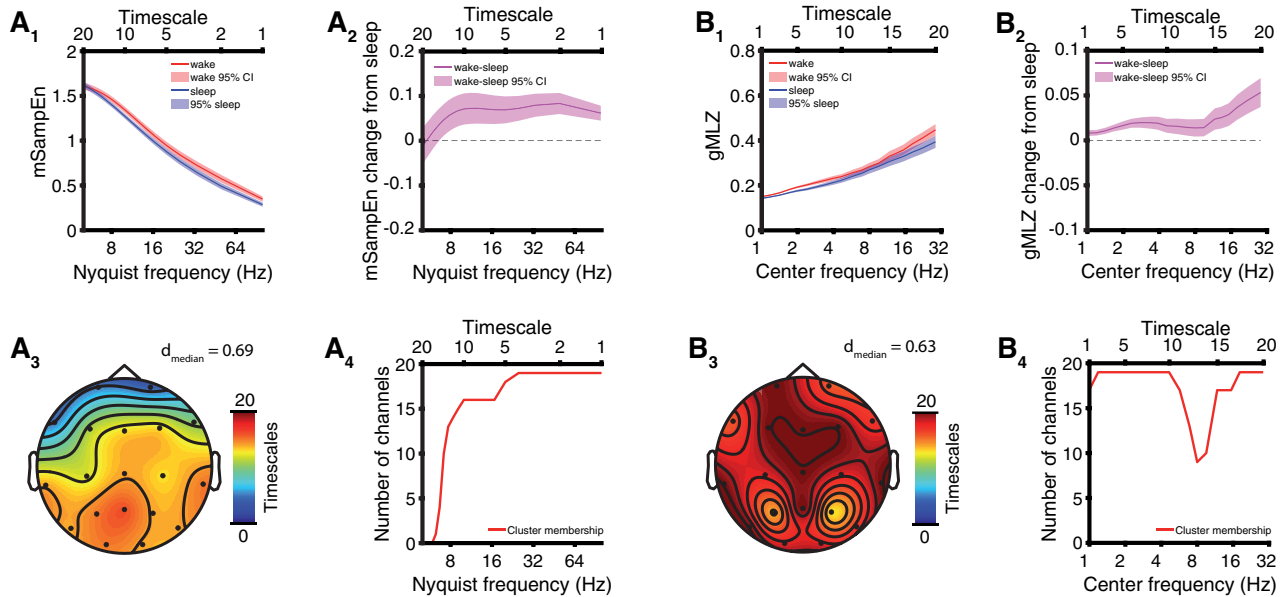 A1
Timescale
20 10 5 2 1
mSampEn
2
1.5
1
0.5
0
wake
wake 95% CI
sleep
95% sleep
8 16 32 64
Nyquist frequency (Hz)
A2
Timescale
20 10 5 2 1
mSampEn change from sleep
0.2
0.1
0
-0.1
-0.2
wake-sleep
wake-sleep 95% CI
8 16 32 64
Nyquist frequency (Hz)
B1
Timescale
1 5 10 15 20
gMLZ
0.8
0.6
0.4
0.2
0
wake
wake 95% CI
sleep
95% sleep
1 2 4 8 16 32
Center frequency (Hz)
B2
Timescale
1 5 10 15 20
gMLZ change from sleep
0.1
0.05
0
-0.05
-0.1
wake-sleep
wake-sleep 95% CI
1 2 4 8 16 32
Center frequency (Hz)
A3
dmedian = 0.69
20
Timescales
0
A4
Timescale
20 10 5 2 1
Number of channels
20
15
10
5
0
Cluster membership
8 16 32 64
Nyquist frequency (Hz)
B3
dmedian = 0.63
20
Timescales
0
B4
Timescale
1 5 10 15 20
Number of channels
20
15
10
5
0
Cluster membership
1 2 4 8 16 32
Center frequency (Hz)